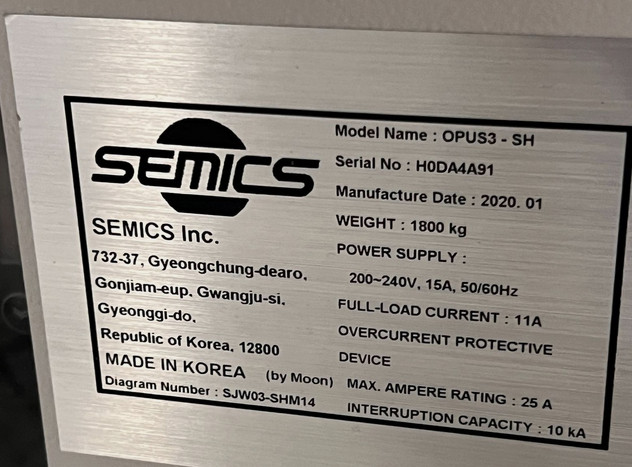 SEMICS
SEMICS Inc.
732-37, Gyeongchung-dearo,
Gonjiam-eup, Gwangju-si,
Gyeonggi-do,
Republic of Korea, 12800
MADE IN KOREA (by Moon)
Diagram Number : SJW03-SHM14
Model Name : OPUS3 - SH
Serial No : H0DA4A91
Manufacture Date : 2020. 01
WEIGHT : 1800 kg
POWER SUPPLY :
200~240V, 15A, 50/60Hz
FULL-LOAD CURRENT : 11A
OVERCURRENT PROTECTIVE
DEVICE
MAX. AMPERE RATING : 25 A
INTERRUPTION CAPACITY : 10 kA